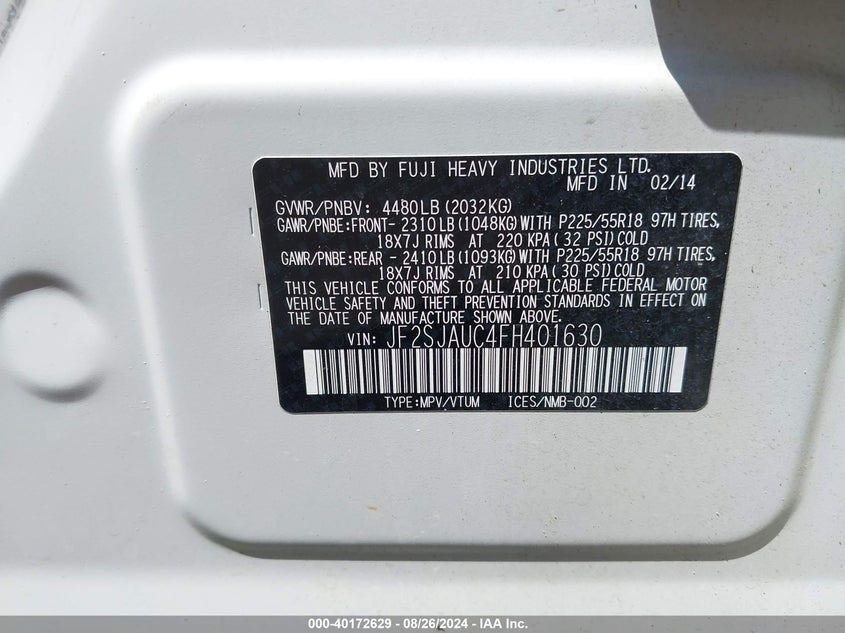 MFD BY FUJI HEAVY INDUSTRIES LTD.
MFD IN 02/14
GVWR/PNBV: 4480LB (2032KG)
GAWR/PNBE:FRONT- 2310LB (1048KG) WITH P225/55R18 97H TIRES,
18X7J RIMS AT 220 KPA ( 32 PSI) COLD
GAWR/PNBE:REAR - 2410LB (1093KG) WITH P225/55R18 97H TIRES,
18X7J RIMS AT 210 KPA ( 30 PSI) COLD
THIS VEHICLE CONFORMS TO ALL APPLICABLE FEDERAL MOTOR
VEHICLE SAFETY AND THEFT PREVENTION STANDARDS IN EFFECT ON
THE DATE OF MANUFACTURE SHOWN ABOVE.
VIN: JF2SJAUC4FH401630
TYPE:MPV/VTUM ICES/NMB-002
000-40172629 - 08/26/2024 - IAA Inc.